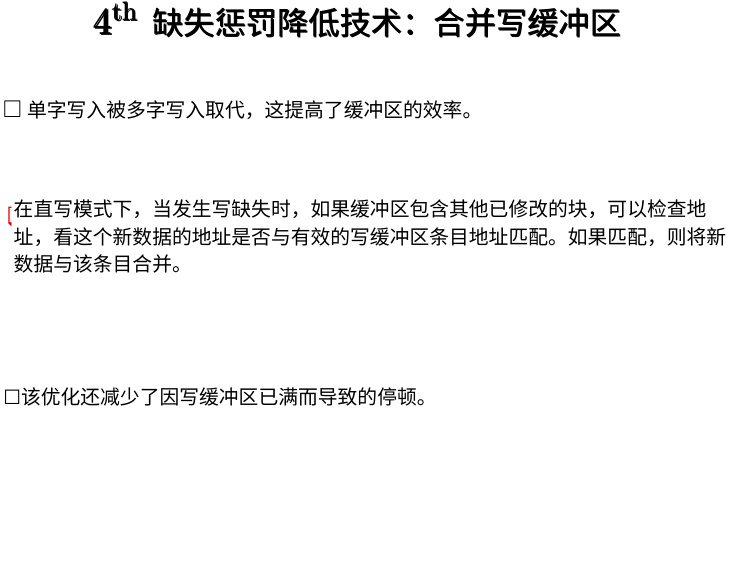 4th 缺失惩罚降低技术：合并写缓冲区
□ 单字写入被多字写入取代，这提高了缓冲区的效率。
在直写模式下，当发生写缺失时，如果缓冲区包含其他已修改的块，可以检查地
址，看这个新数据的地址是否与有效的写缓冲区条目地址匹配。如果匹配，则将新
数据与该条目合并。
□该优化还减少了因写缓冲区已满而导致的停顿。